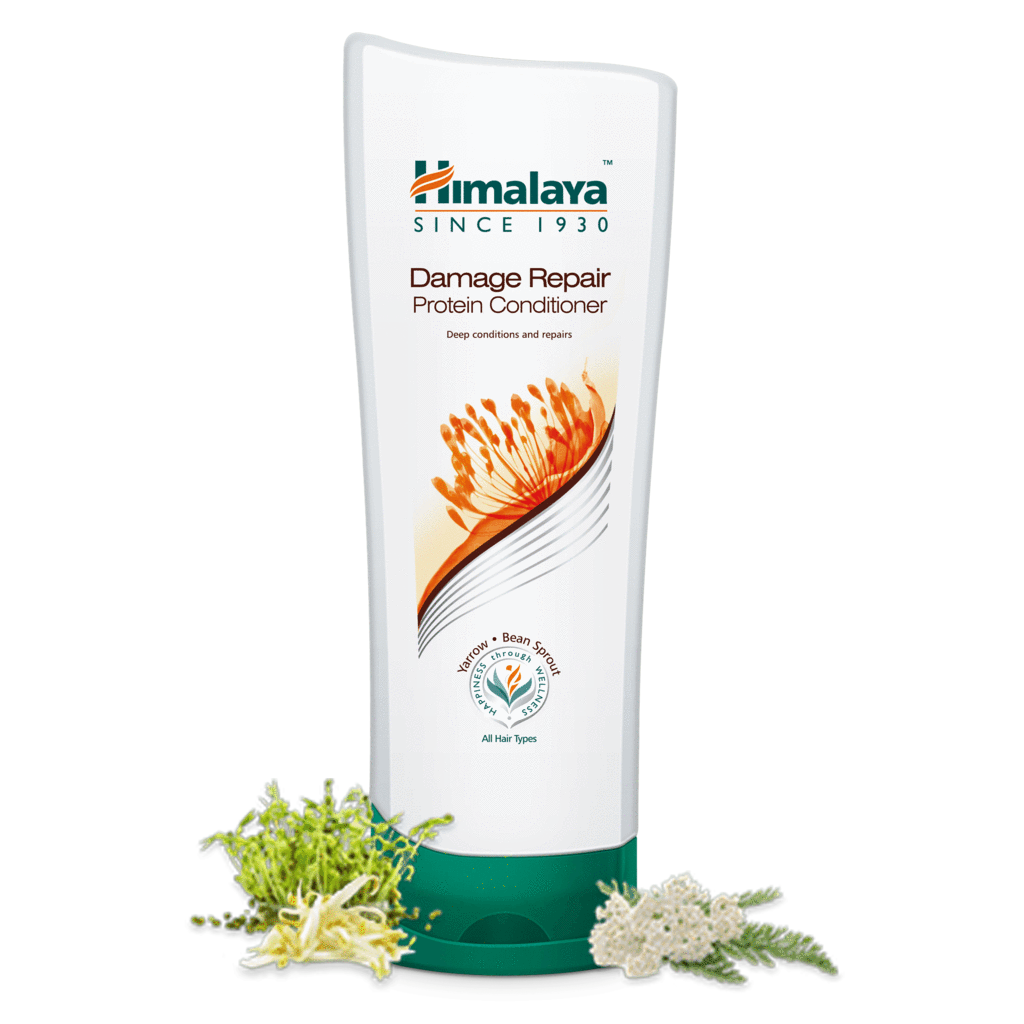 Himalaya™
SINCE 1930
Damage Repair
Protein Conditioner
Deep conditions and repairs
Yarrow • Bean Sprout
HAPPINESS through WELLNESS
All Hair Types